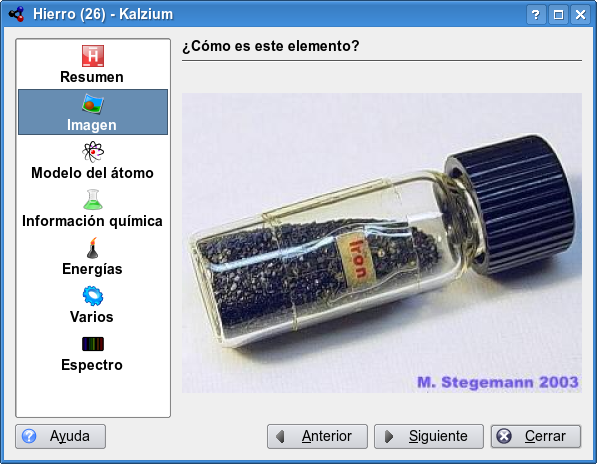 Hierro (26) - Kalzium
¿Cómo es este elemento?
H
Resumen
Imagen
Modelo del átomo
Información química
Energías
Varios
Espectro
Iron
M. Stegemann 2003
Ayuda
Anterior
Siguiente
Cerrar